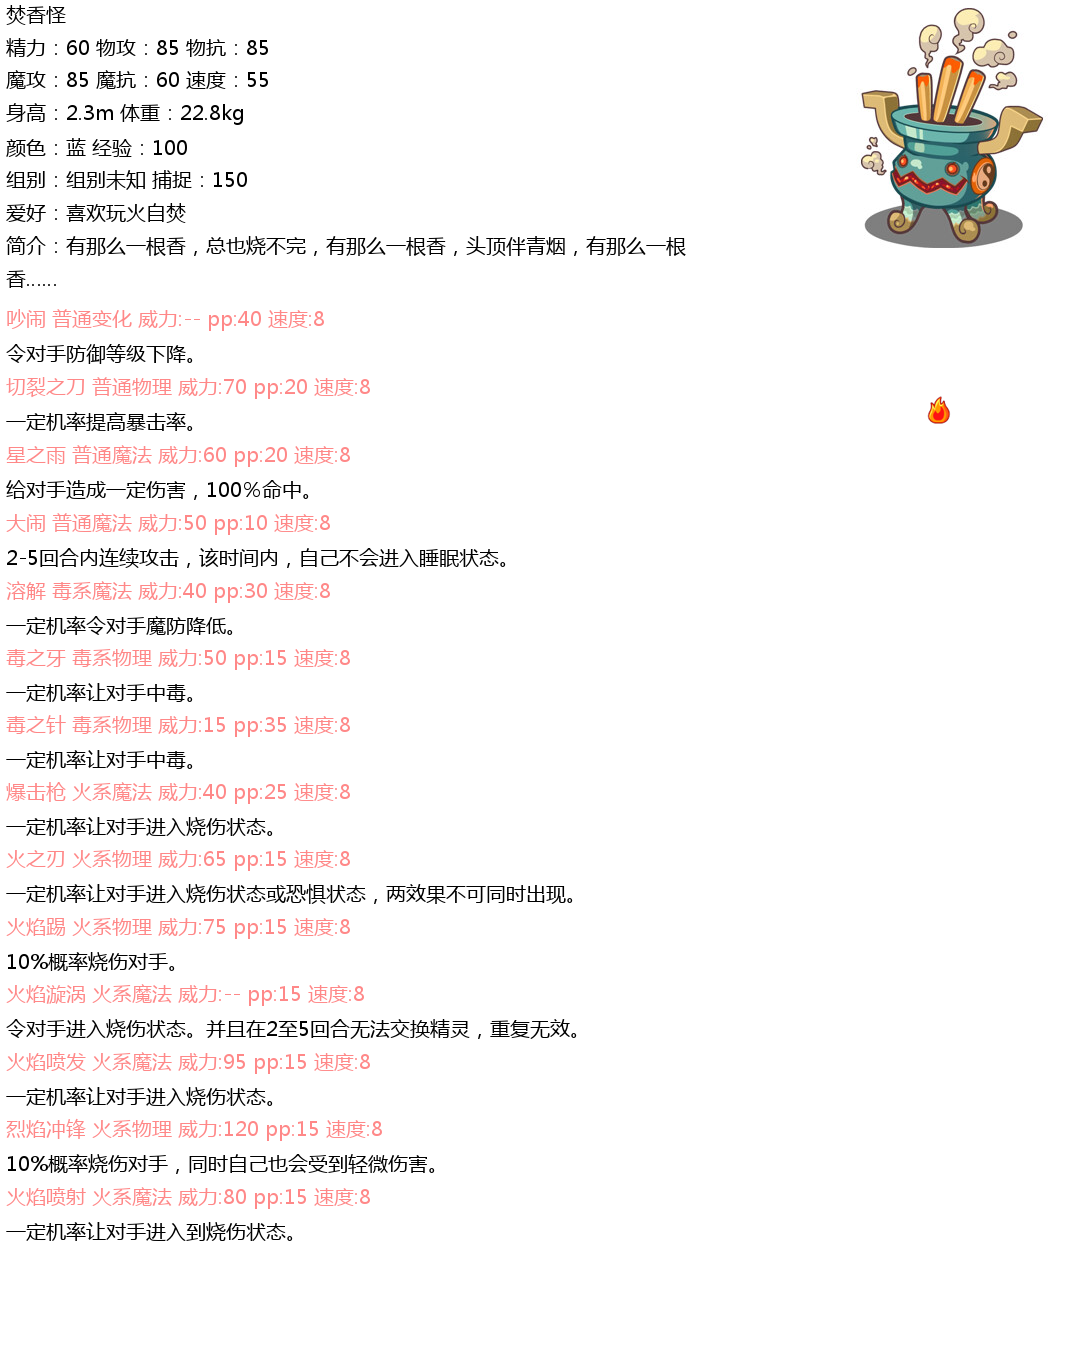 焚香怪
精力：60 物攻：85 物抗：85
魔攻：85 魔抗：60 速度：55
身高：2.3m 体重：22.8kg
颜色：蓝 经验：100
组别：组别未知 捕捉：150
爱好：喜欢玩火自焚
简介：有那么一根香，总也烧不完，有那么一根香，头顶伴青烟，有那么一根
香......
吵闹 普通变化 威力:-- pp:40 速度:8
令对手防御等级下降。
切裂之刀 普通物理 威力:70 pp:20 速度:8
一定机率提高暴击率。
星之雨 普通魔法 威力:60 pp:20 速度:8
给对手造成一定伤害，100%命中。
大闹 普通魔法 威力:50 pp:10 速度:8
2-5回合内连续攻击，该时间内，自己不会进入睡眠状态。
溶解 毒系魔法 威力:40 pp:30 速度:8
一定机率令对手魔防降低。
毒之牙 毒系物理 威力:50 pp:15 速度:8
一定机率让对手中毒。
毒之针 毒系物理 威力:15 pp:35 速度:8
一定机率让对手中毒。
爆击枪 火系魔法 威力:40 pp:25 速度:8
一定机率让对手进入烧伤状态。
火之刃 火系物理 威力:65 pp:15 速度:8
一定机率让对手进入烧伤状态或恐惧状态，两效果不可同时出现。
火焰踢 火系物理 威力:75 pp:15 速度:8
10%概率烧伤对手。
火焰漩涡 火系魔法 威力:-- pp:15 速度:8
令对手进入烧伤状态。并且在2至5回合无法交换精灵，重复无效。
火焰喷发 火系魔法 威力:95 pp:15 速度:8
一定机率让对手进入烧伤状态。
烈焰冲锋 火系物理 威力:120 pp:15 速度:8
10%概率烧伤对手，同时自己也会受到轻微伤害。
火焰喷射 火系魔法 威力:80 pp:15 速度:8
一定机率让对手进入到烧伤状态。